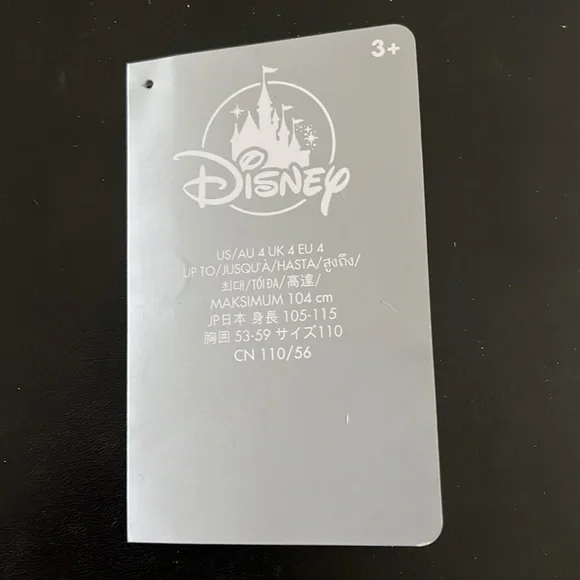 3+
Disney
US/AU 4 UK 4 EU 4
UP TO/JUSQU'À/HASTA/สูงถึง/
최대/TỐI ĐA/高達/
MAKSIMUM 104 cm
JP日本 身長 105-115
胸囲 53-59 サイズ110
CN 110/56